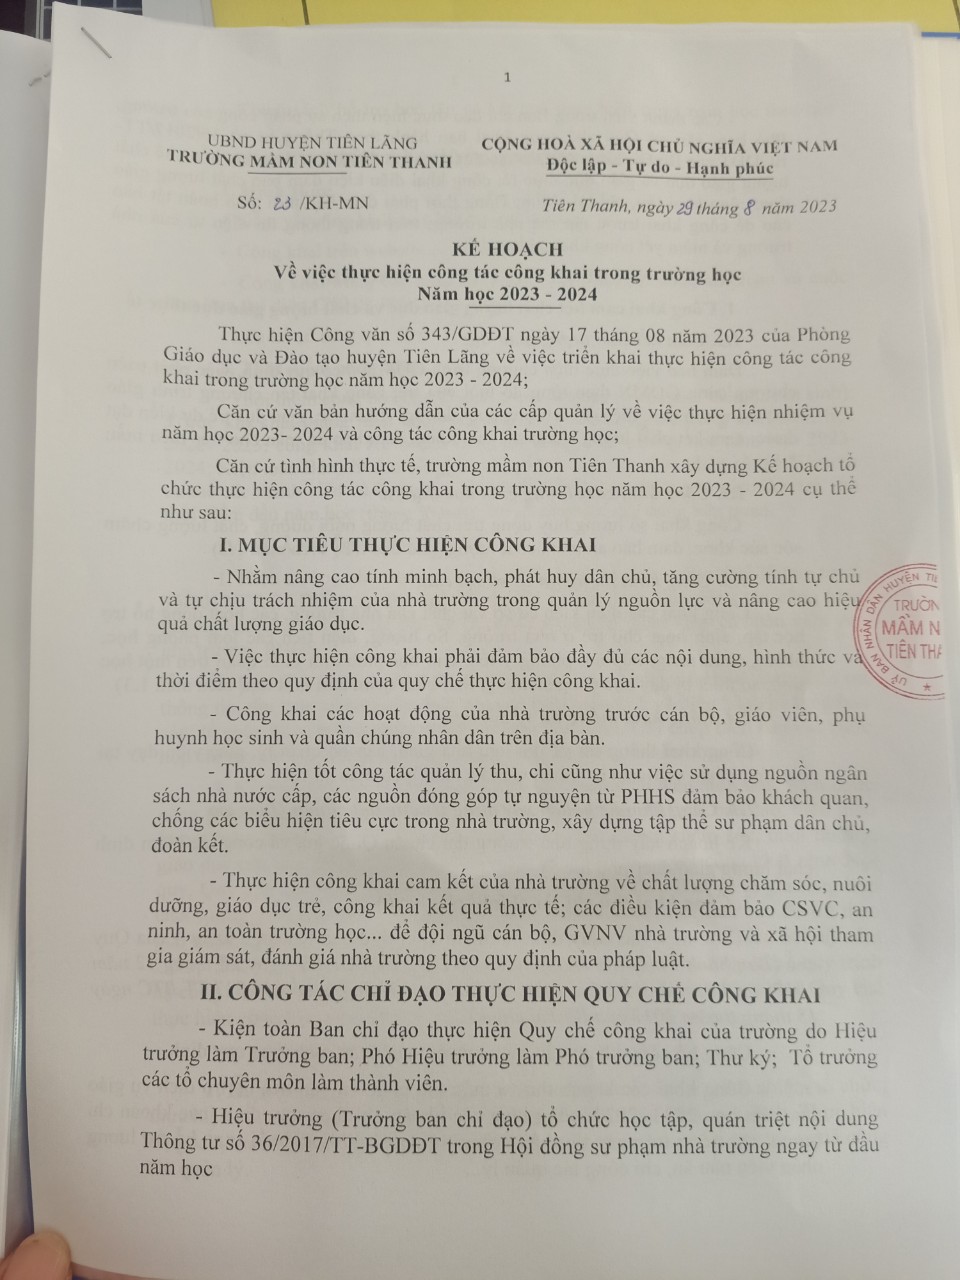 1
UBND HUYỆN TIÊN LÃNG
TRƯỜNG MẦM NON TIÊN THANH
CỘNG HOÀ XÃ HỘI CHỦ NGHĨA VIỆT NAM
Độc lập - Tự do - Hạnh phúc
Số: 23 /KH-MN
Tiên Thanh, ngày 29 tháng 8 năm 2023
KẾ HOẠCH
Về việc thực hiện công tác công khai trong trường học
Năm học 2023 - 2024
Thực hiện Công văn số 343/GDĐT ngày 17 tháng 08 năm 2023 của Phòng
Giáo dục và Đào tạo huyện Tiên Lãng về việc triển khai thực hiện công tác công
khai trong trường học năm học 2023 - 2024;
Căn cứ văn bản hướng dẫn của các cấp quản lý về việc thực hiện nhiệm vụ
năm học 2023- 2024 và công tác công khai trường học;
Căn cứ tình hình thực tế, trường mầm non Tiên Thanh xây dựng Kế hoạch tổ
chức thực hiện công tác công khai trong trường học năm học 2023 - 2024 cụ thể
như sau:
I. MỤC TIÊU THỰC HIỆN CÔNG KHAI
- Nhằm nâng cao tính minh bạch, phát huy dân chủ, tăng cường tính tự chủ
và tự chịu trách nhiệm của nhà trường trong quản lý nguồn lực và nâng cao hiệu
quả chất lượng giáo dục.
- Việc thực hiện công khai phải đảm bảo đầy đủ các nội dung, hình thức và
thời điểm theo quy định của quy chế thực hiện công khai.
- Công khai các hoạt động của nhà trường trước cán bộ, giáo viên, phụ
huynh học sinh và quần chúng nhân dân trên địa bàn.
- Thực hiện tốt công tác quản lý thu, chi cũng như việc sử dụng nguồn ngân
sách nhà nước cấp, các nguồn đóng góp tự nguyện từ PHHS đảm bảo khách quan,
chống các biểu hiện tiêu cực trong nhà trường, xây dựng tập thể sư phạm dân chủ,
đoàn kết.
- Thực hiện công khai cam kết của nhà trường về chất lượng chăm sóc, nuôi
dưỡng, giáo dục trẻ, công khai kết quả thực tế; các điều kiện đảm bảo CSVC, an
ninh, an toàn trường học... để đội ngũ cán bộ, GVNV nhà trường và xã hội tham
gia giám sát, đánh giá nhà trường theo quy định của pháp luật.
II. CÔNG TÁC CHỈ ĐẠO THỰC HIỆN QUY CHẾ CÔNG KHAI
- Kiện toàn Ban chỉ đạo thực hiện Quy chế công khai của trường do Hiệu
trưởng làm Trưởng ban; Phó Hiệu trưởng làm Phó trưởng ban; Thư ký; Tổ trưởng
các tổ chuyên môn làm thành viên.
- Hiệu trưởng (Trưởng ban chỉ đạo) tổ chức học tập, quán triệt nội dung
Thông tư số 36/2017/TT-BGDĐT trong Hội đồng sư phạm nhà trường ngay từ đầu
năm học
UỶ BAN NHÂN DÂN HUYỆN TI
TRƯỜN
MẦM N
TIÊN THA